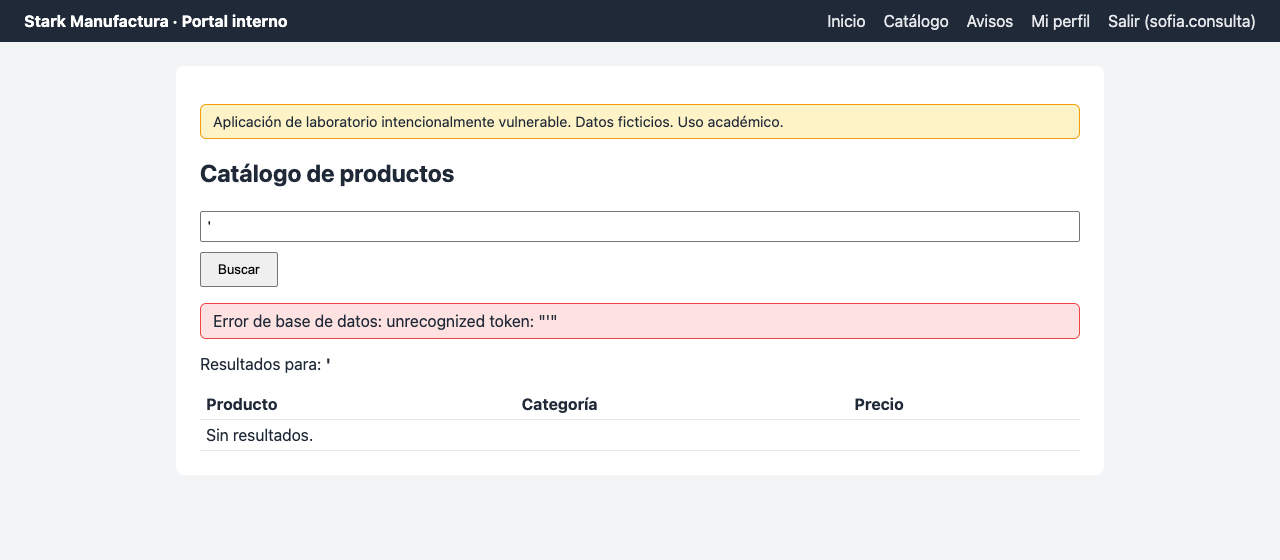 Stark Manufactura · Portal interno
Inicio Catálogo Avisos Mi perfil Salir (sofia.consulta)
Aplicación de laboratorio intencionalmente vulnerable. Datos ficticios. Uso académico.
Catálogo de productos
'
Buscar
Error de base de datos: unrecognized token: "'"
Resultados para: '
Producto Categoría Precio
Sin resultados.